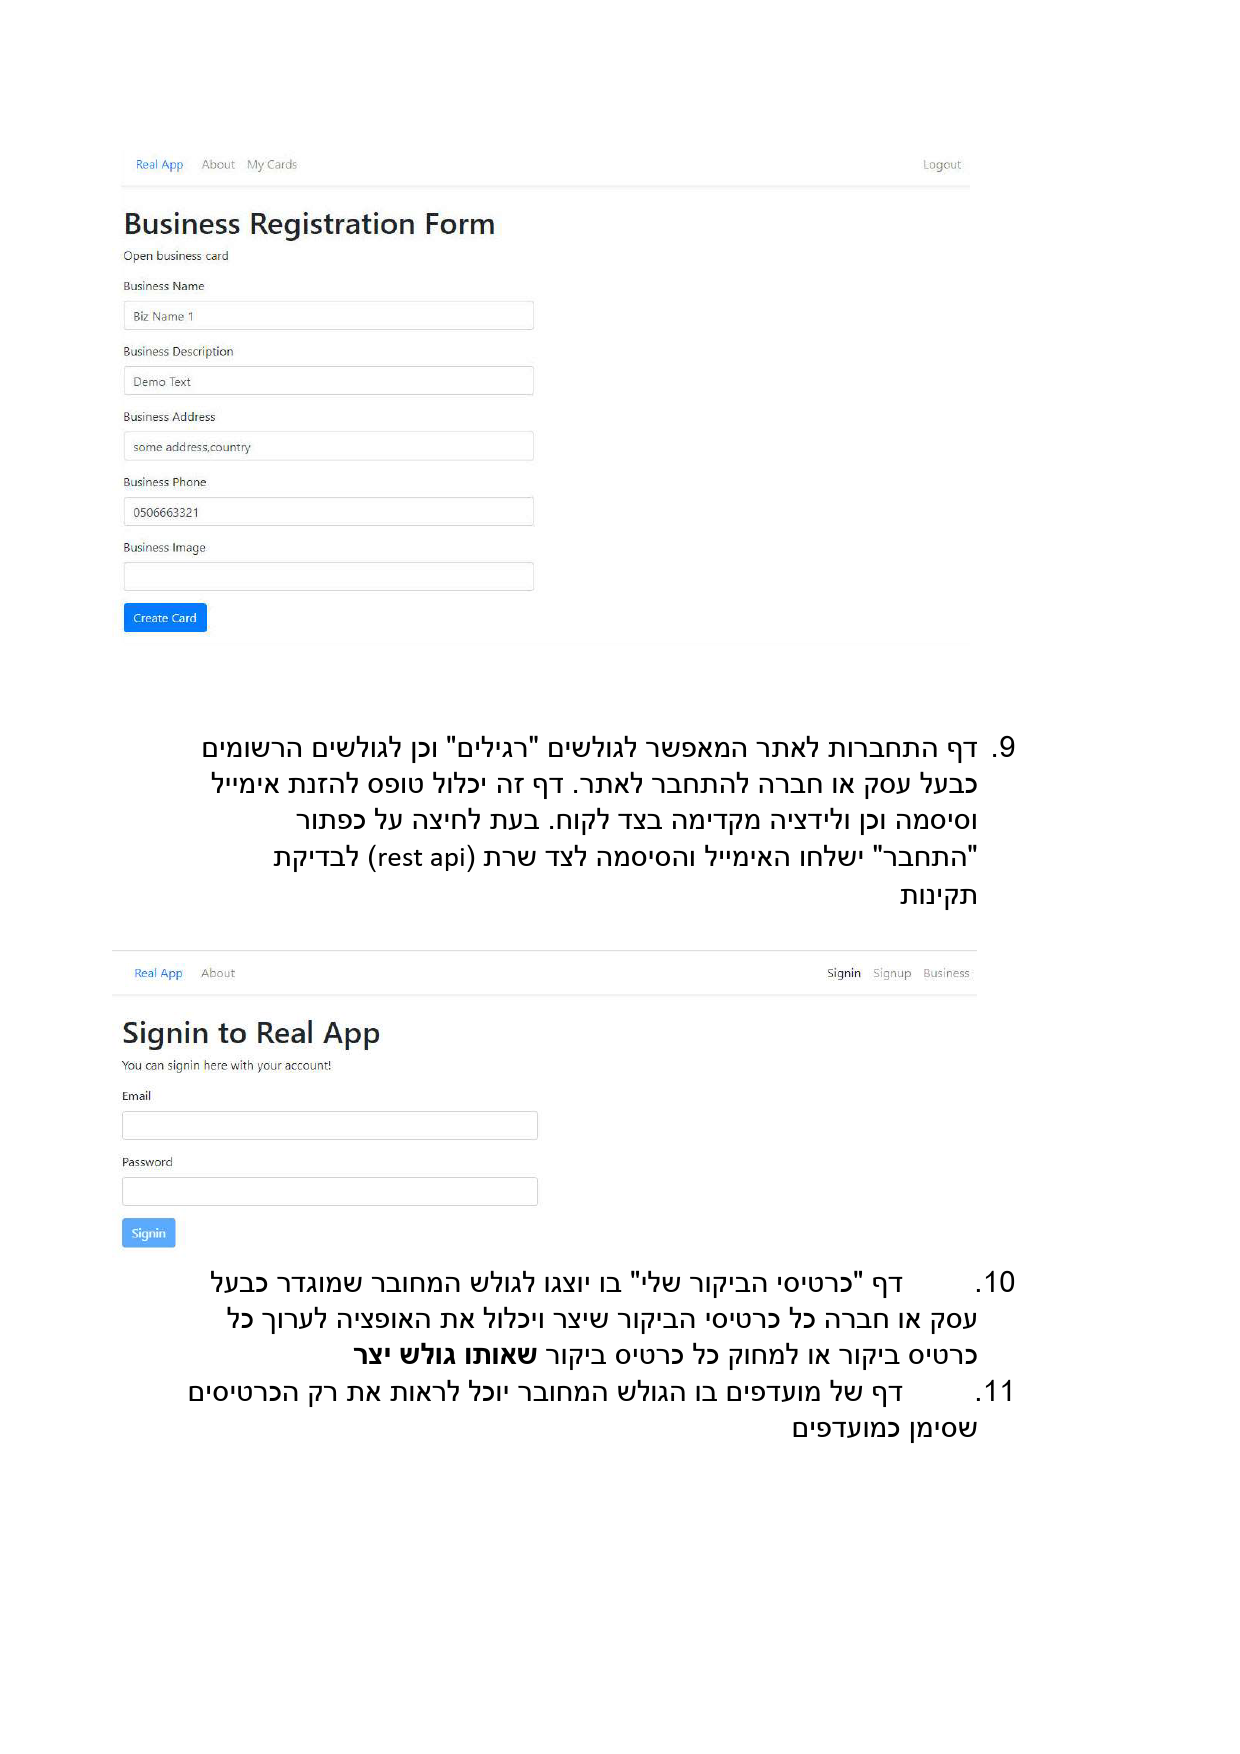 Real App About My Cards Logout
Business Registration Form
Open business card
Business Name
Biz Name 1
Business Description
Demo Text
Business Address
some address,country
Business Phone
0506663321
Business Image
Create Card
9. דף התחברות לאתר המאפשר לגולשים "רגילים" וכן לגולשים הרשומים
כבעל עסק או חברה להתחבר לאתר. דף זה יכלול טופס להזנת אימייל
וסיסמה וכן ולידציה מקדימה בצד לקוח. בעת לחיצה על כפתור
"התחבר" ישלחו האימייל והסיסמה לצד שרת (rest api) לבדיקת
תקינות
Real App About Signin Signup Business
Signin to Real App
You can signin here with your account!
Email
Password
Signin
10. דף "כרטיסי הביקור שלי" בו יוצגו לגולש המחובר שמוגדר כבעל
עסק או חברה כל כרטיסי הביקור שיצר ויכלול את האופציה לערוך כל
כרטיס ביקור או למחוק כל כרטיס ביקור שאותו גולש יצר
11. דף של מועדפים בו הגולש המחובר יוכל לראות את רק הכרטיסים
שסימן כמועדפים